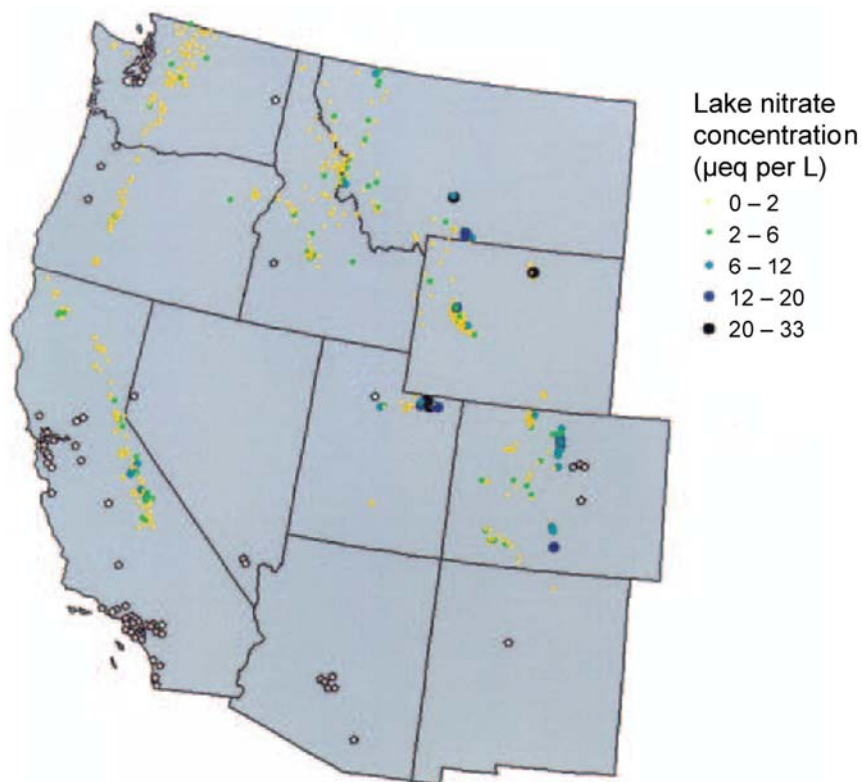 Lake nitrate
concentration
(μeq per L)
0 – 2
2 – 6
6 – 12
12 – 20
20 – 33